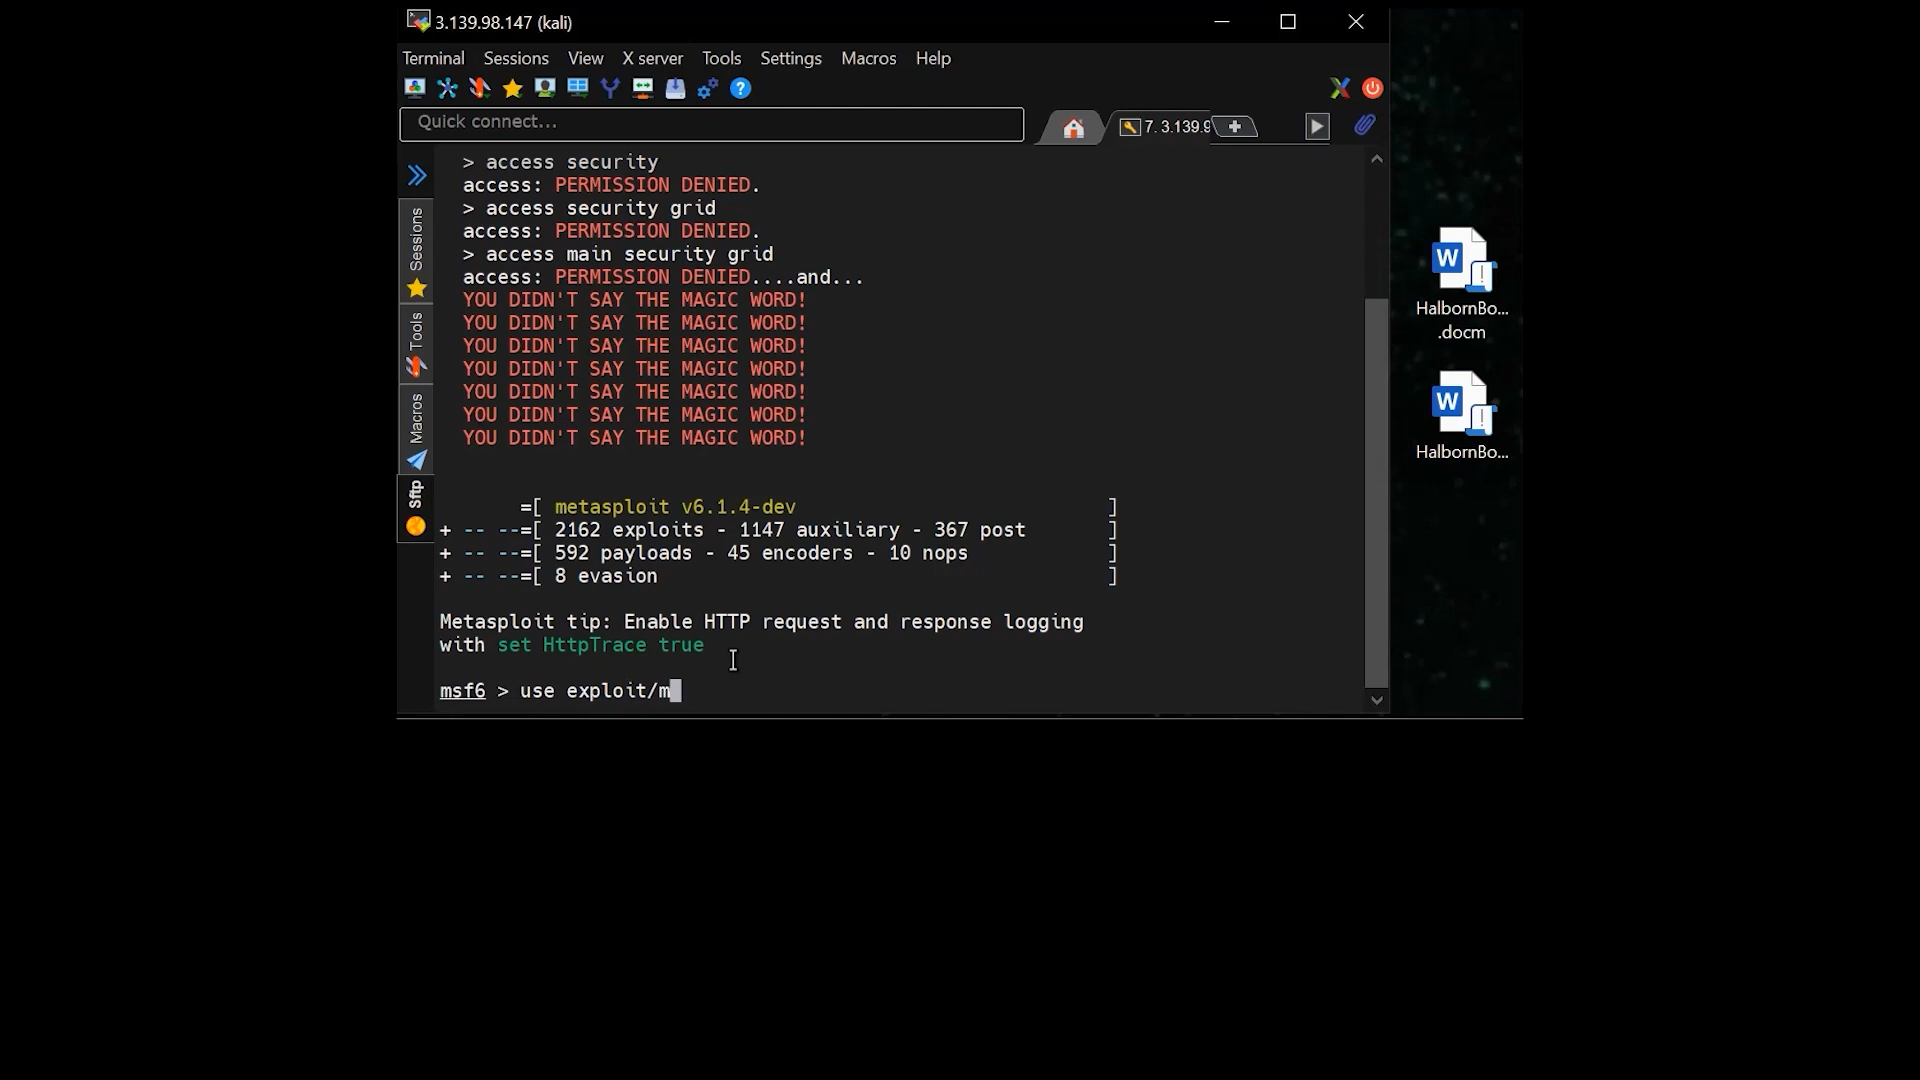 3.139.98.147 (kali)
Terminal Sessions View X server Tools Settings Macros Help
Quick connect...
7. 3.139.9
Sessions
Tools
Macros
Sftp
> access security
access: PERMISSION DENIED.
> access security grid
access: PERMISSION DENIED.
> access main security grid
access: PERMISSION DENIED....and...
YOU DIDN'T SAY THE MAGIC WORD!
YOU DIDN'T SAY THE MAGIC WORD!
YOU DIDN'T SAY THE MAGIC WORD!
YOU DIDN'T SAY THE MAGIC WORD!
YOU DIDN'T SAY THE MAGIC WORD!
YOU DIDN'T SAY THE MAGIC WORD!
YOU DIDN'T SAY THE MAGIC WORD!
=[ metasploit v6.1.4-dev ]
+ -- --=[ 2162 exploits - 1147 auxiliary - 367 post ]
+ -- --=[ 592 payloads - 45 encoders - 10 nops ]
+ -- --=[ 8 evasion ]
Metasploit tip: Enable HTTP request and response logging
with set HttpTrace true
msf6 > use exploit/m
W
HalbornBo...
.docm
W
HalbornBo...